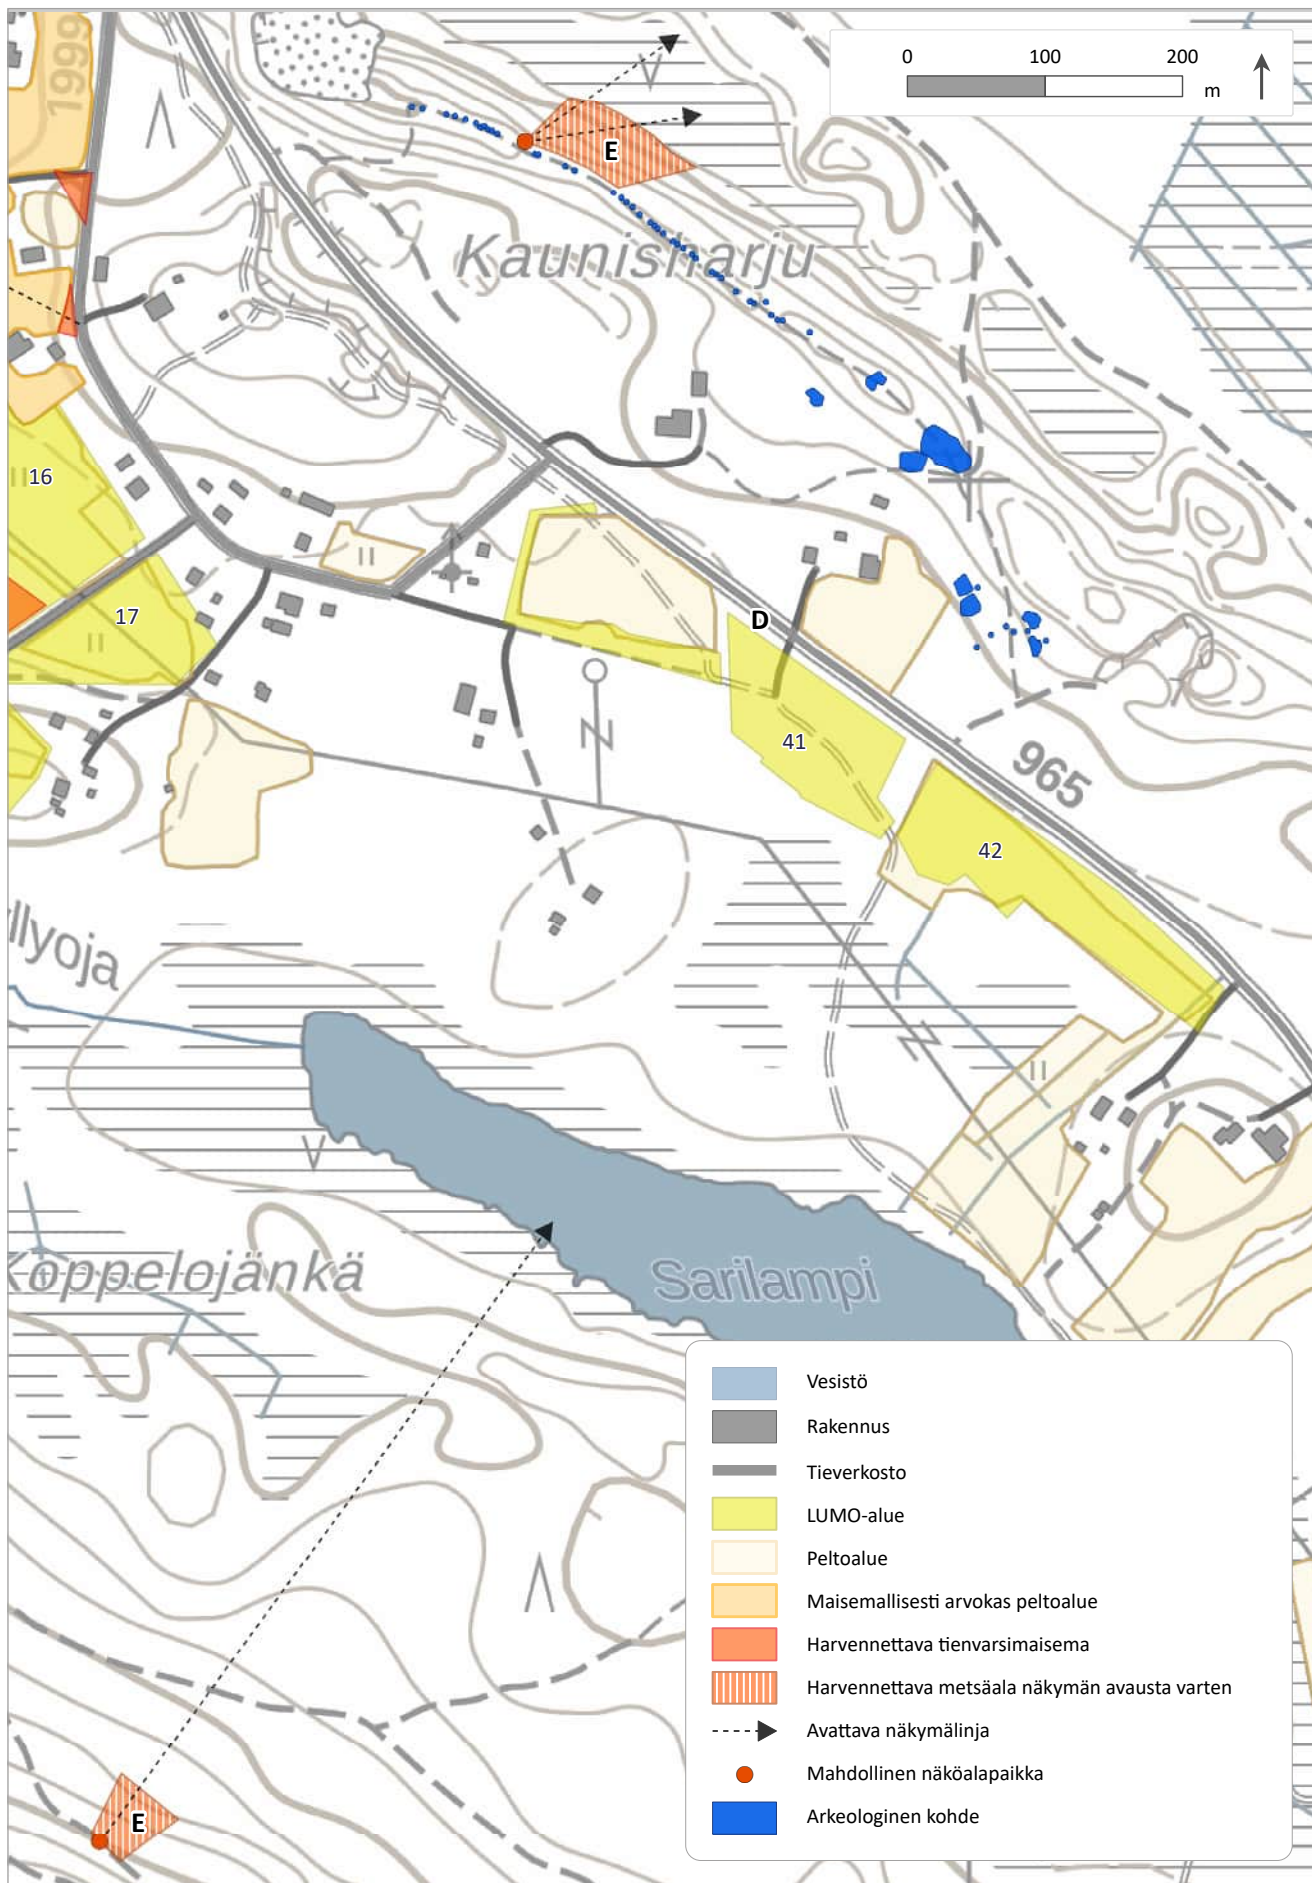 1999
0 100 200
m
E
Kaunisharju
16
17
D
41
965
42
llyoja
Koppelojänkä
Sarilampi
E
Vesistö
Rakennus
Tieverkosto
LUMO-alue
Peltoalue
Maisemallisesti arvokas peltoalue
Harvennettava tienvarsimaisema
Harvennettava metsäala näkymän avausta varten
Avattava näkymälinja
Mahdollinen näköalapaikka
Arkeologinen kohde